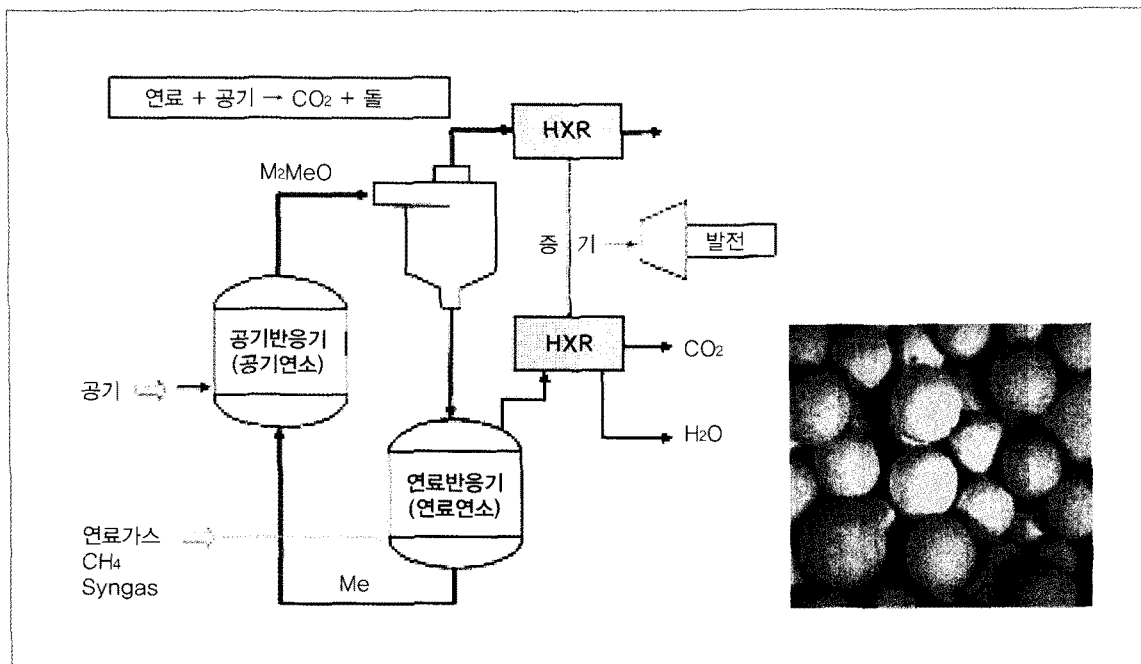 연료 + 공기 → CO2 + 돌
HXR
M2MeO
증 기
발전
공기반응기
(공기연소)
HXR
CO2
공기
H2O
연료반응기
(연료연소)
연료가스
CH4
Syngas
Me